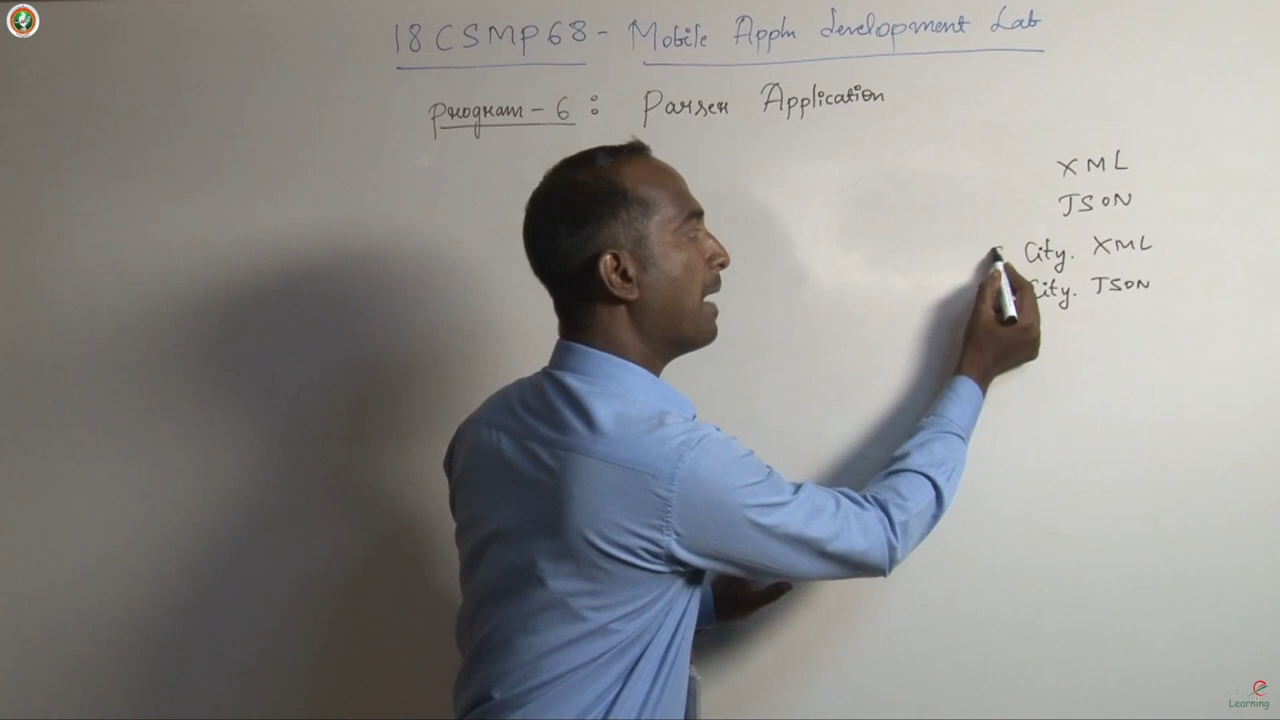 18CSMP68 - Mobile Appln development Lab
Program - 6 : Parser Application
XML
JSON
City. XML
City. JSON
e
Learning